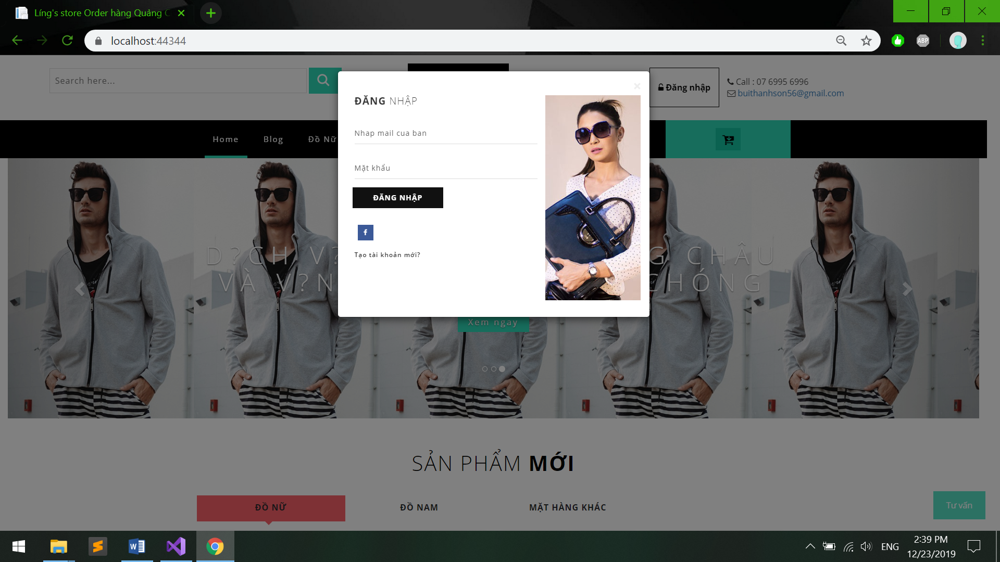 Líng's store Order hàng Quảng C
localhost:44344
ABP
Search here...
Đăng nhập
Call : 07 6995 6996
buithanhson56@gmail.com
Home
Blog
Đồ Nữ
ĐĂNG NHẬP
Nhap mail cua ban
Mặt khẩu
ĐĂNG NHẬP
f
Tạo tài khoản mới?
D?CH V? G CHÂU
VÀ V?N CHÓNG
Xem ngay
SẢN PHẨM MỚI
ĐỒ NỮ
ĐỒ NAM
MẶT HÀNG KHÁC
Tư vấn
ENG
2:39 PM
12/23/2019